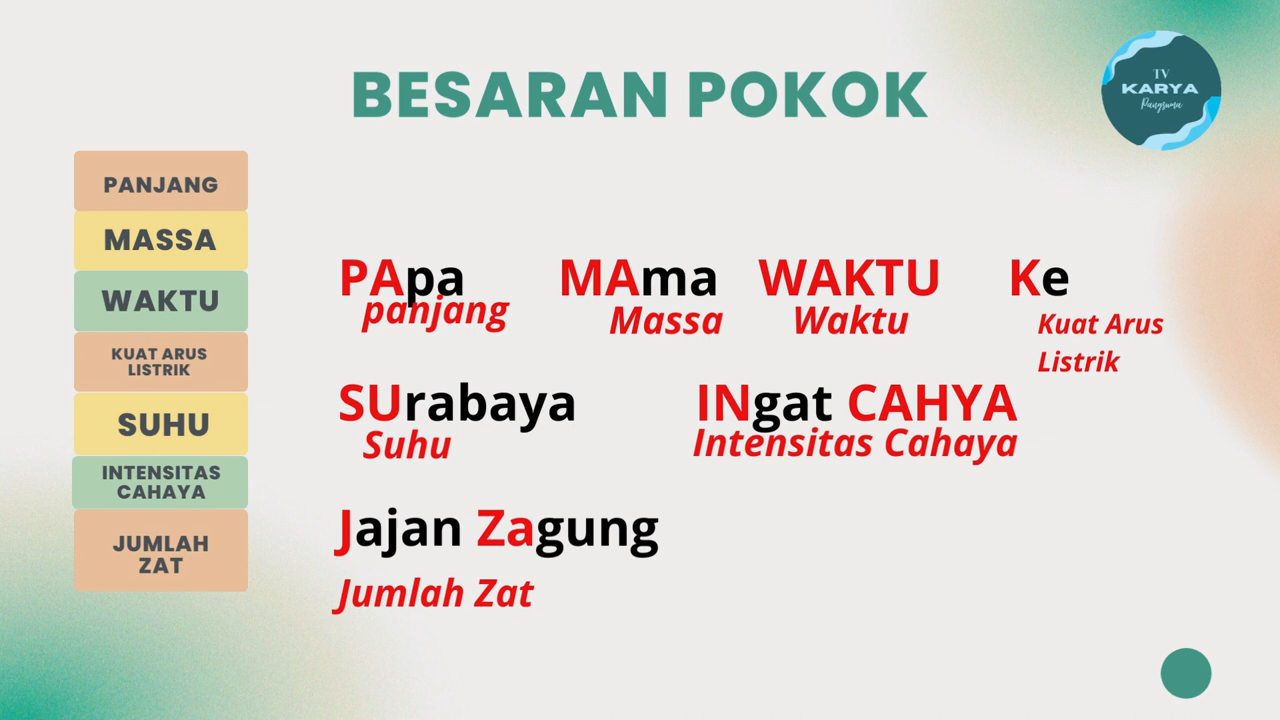 BESARAN POKOK
TV
KARYA
Pangsuma
PANJANG
MASSA
WAKTU
KUAT ARUS
LISTRIK
SUHU
INTENSITAS
CAHAYA
JUMLAH
ZAT
PApa MAma WAKTU Ke
panjang Massa Waktu Kuat Arus
Listrik
SUrabaya INgat CAHYA
Suhu Intensitas Cahaya
Jajan Zagung
Jumlah Zat